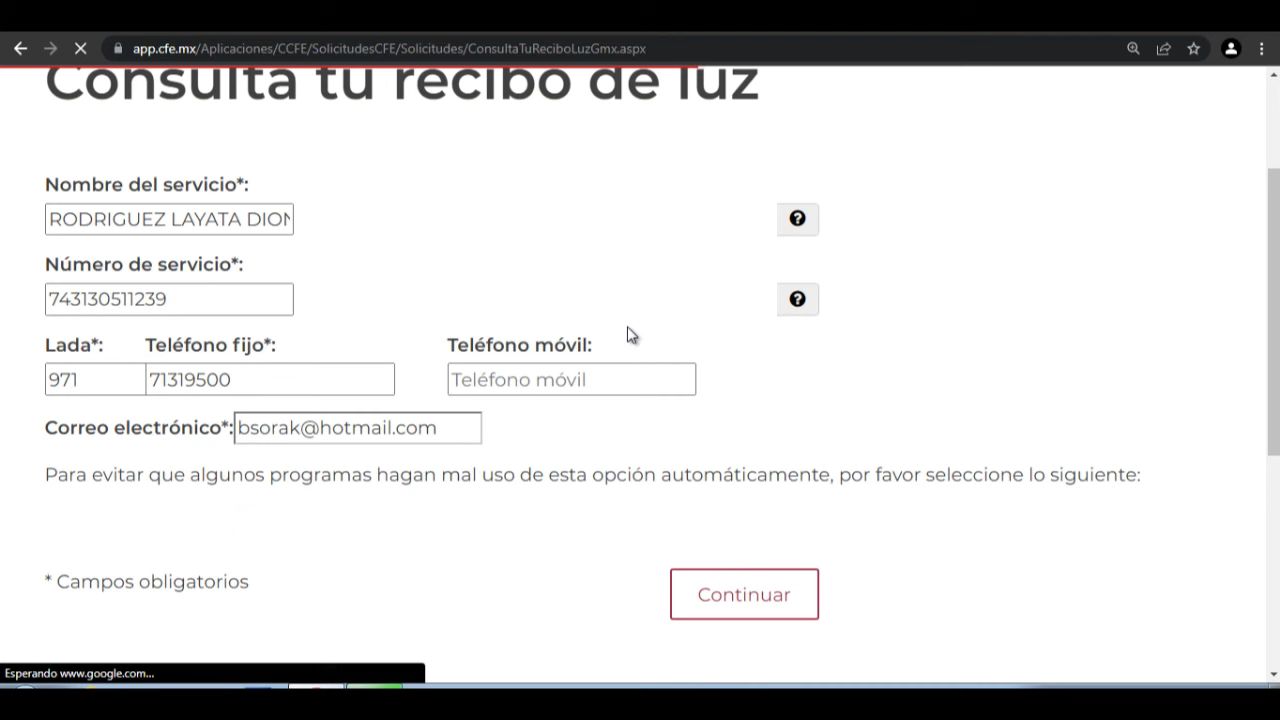 app.cfe.mx/Aplicaciones/CCFE/SolicitudesCFE/Solicitudes/ConsultaTuReciboLuzGmx.aspx
Consulta tu recibo de luz
Nombre del servicio*:
RODRIGUEZ LAYATA DION
Número de servicio*:
743130511239
Lada*: Teléfono fijo*: Teléfono móvil:
971 71319500 Teléfono móvil
Correo electrónico*: bsorak@hotmail.com
Para evitar que algunos programas hagan mal uso de esta opción automáticamente, por favor seleccione lo siguiente:
* Campos obligatorios
Continuar
Esperando www.google.com...